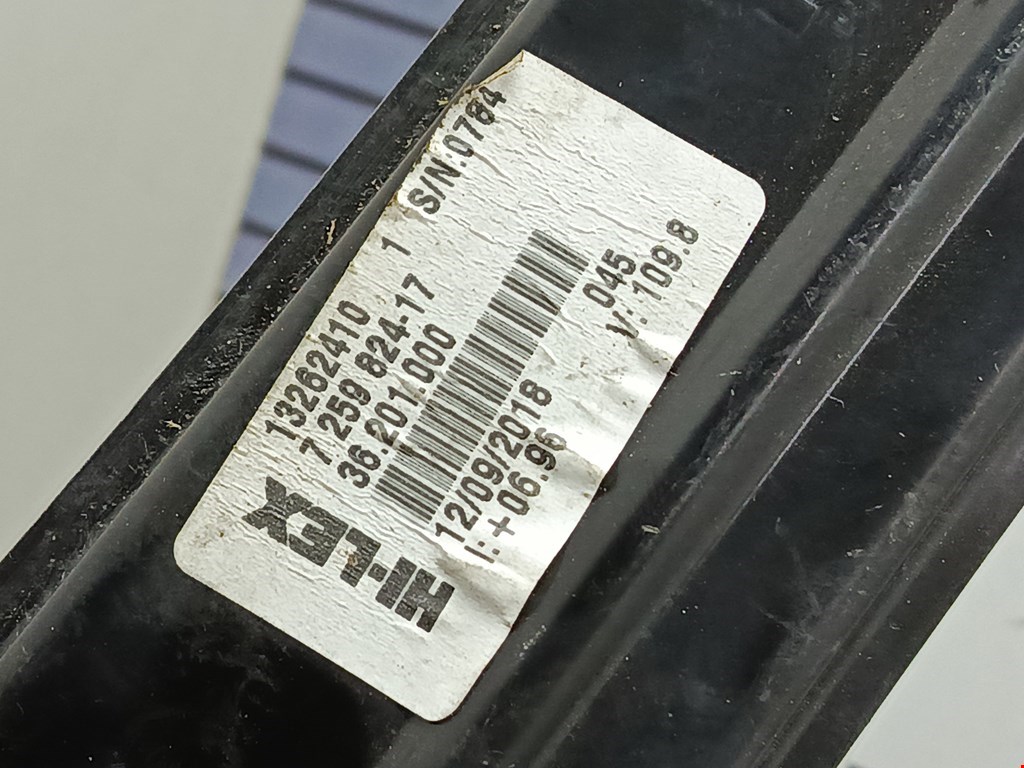 HI-LEX
13262410 1 S/N:0784
7 259 824-17
36.201.000
12/09/2018 045
I:+06.96 V:109.8